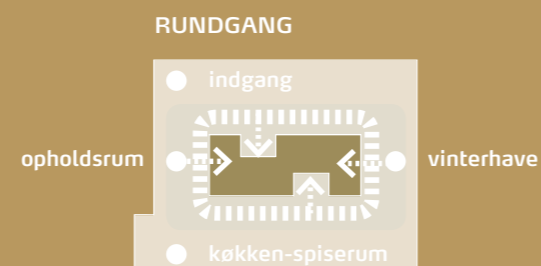 RUNDGANG
indgang
opholdsrum
vinterhave
køkken-spiserum